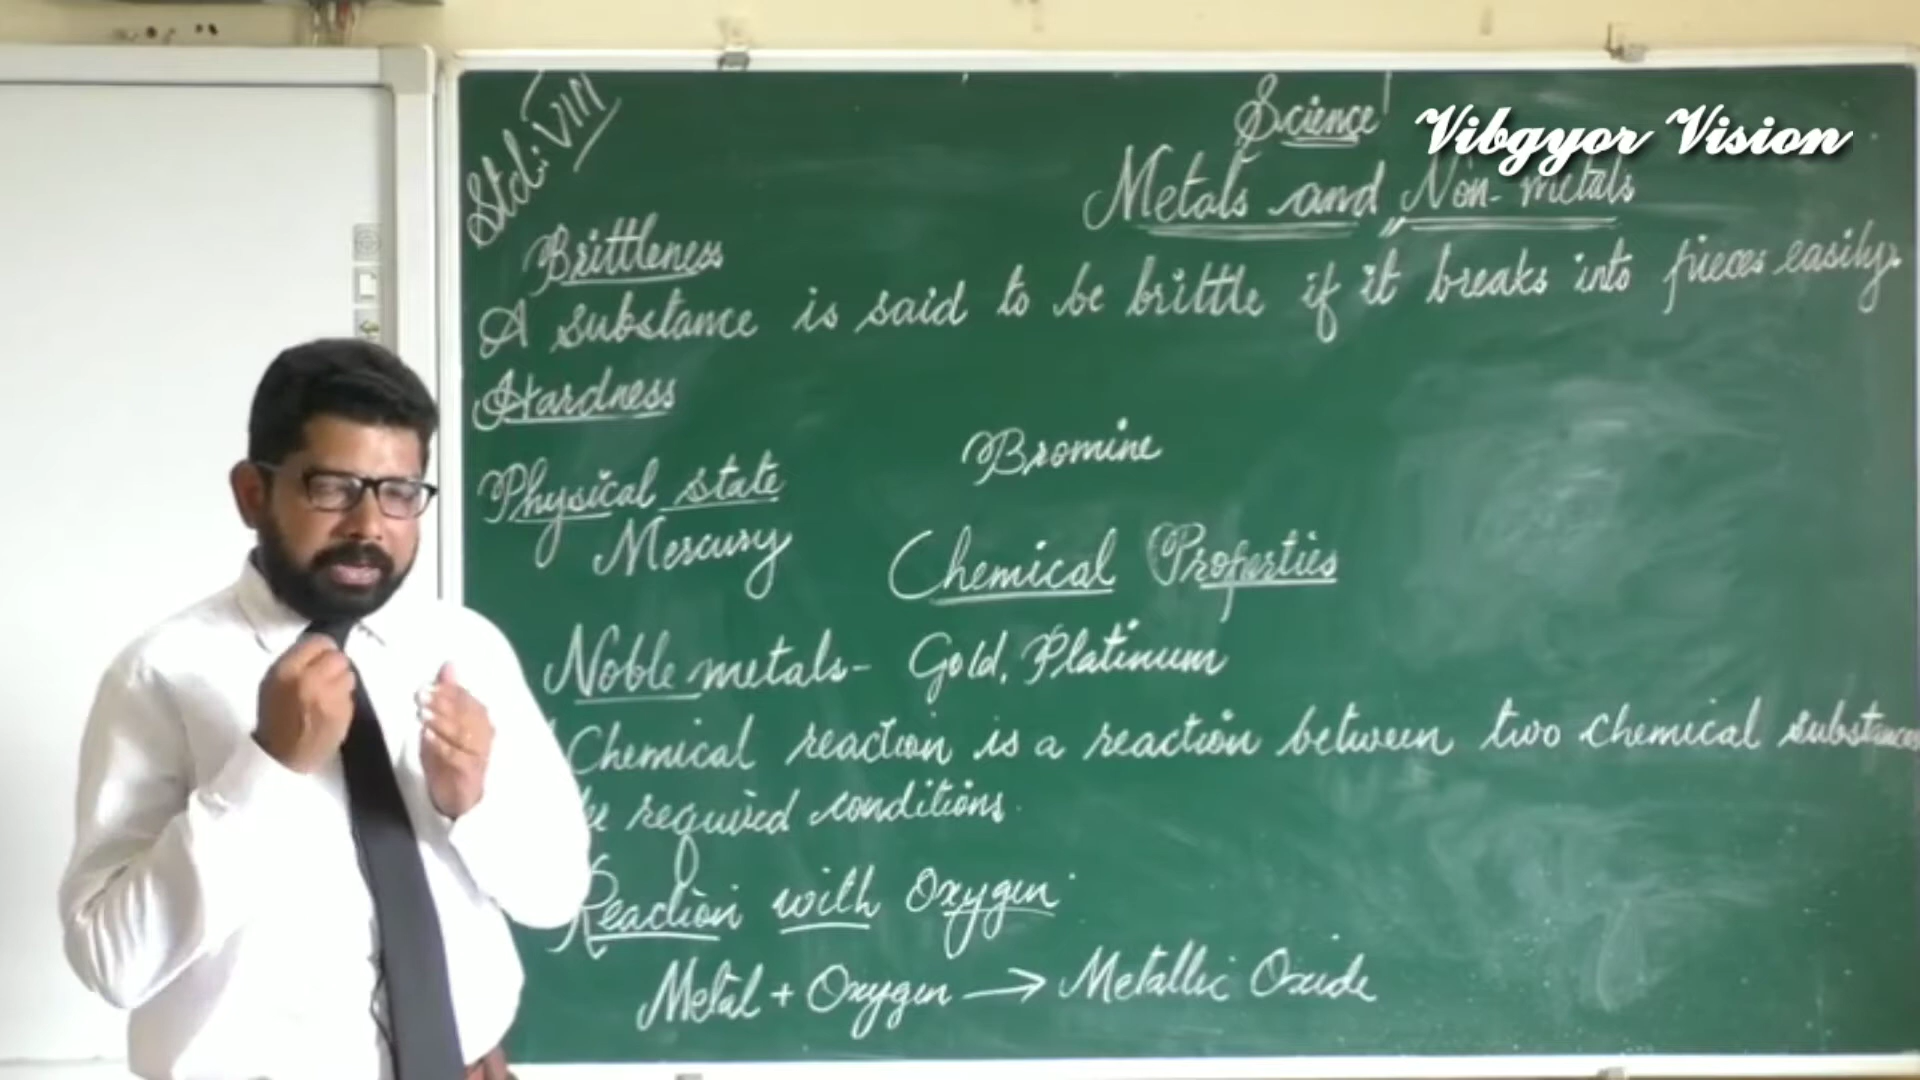 Std: VIII
Science
Vibgyor Vision
Metals and Non-metals
Brittleness
A substance is said to be brittle if it breaks into pieces easily.
Hardness
Bromine
Physical state
Mercury
Chemical Properties
Noble metals- Gold, Platinum
Chemical reaction is a reaction between two chemical substances
required conditions.
Reaction with Oxygen
Metal + Oxygen → Metallic Oxide